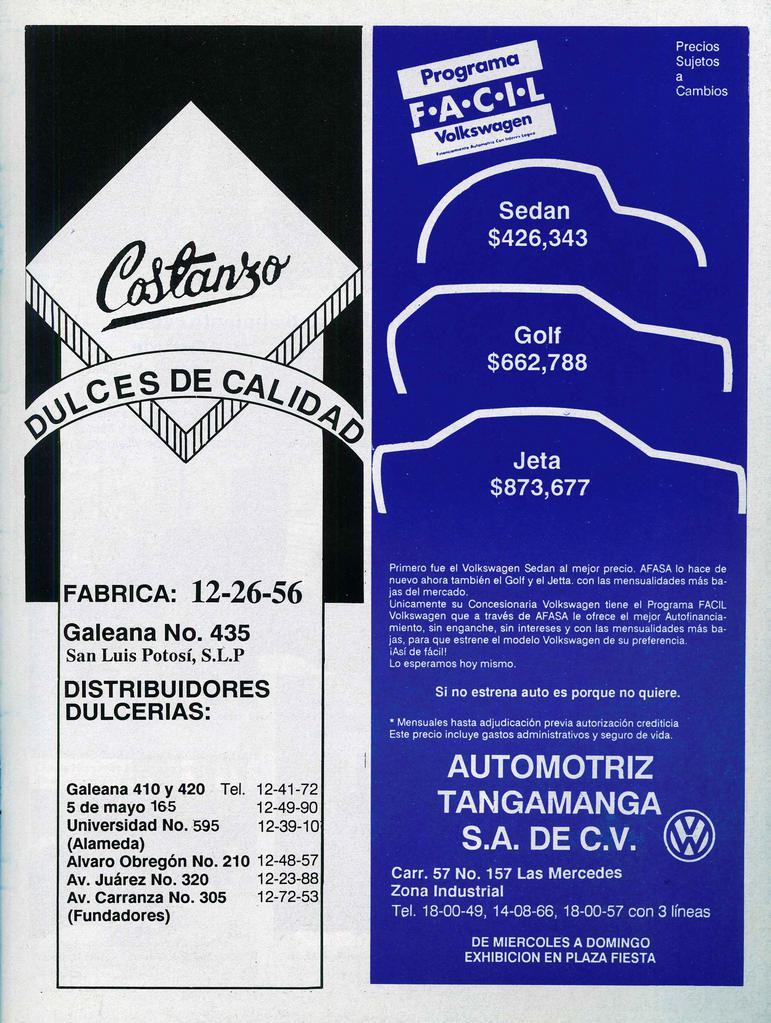 Costanzo
DULCES DE CALIDAD
FABRICA: 12-26-56
Galeana No. 435
San Luis Potosí, S.L.P
DISTRIBUIDORES
DULCERIAS:
Galeana 410 y 420 Tel. 12-41-72
5 de mayo 165 12-49-90
Universidad No. 595 12-39-10
(Alameda)
Alvaro Obregón No. 210 12-48-57
Av. Juárez No. 320 12-23-88
Av. Carranza No. 305 12-72-53
(Fundadores)
Programa
F•A•C•I•L
Volkswagen
Financiamiento Automotriz Con Interes Logico
Precios
Sujetos
a
Cambios
Sedan
$426,343
Golf
$662,788
Jeta
$873,677
Primero fue el Volkswagen Sedan al mejor precio. AFASA lo hace de
nuevo ahora también el Golf y el Jetta. con las mensualidades más ba-
jas del mercado.
Unicamente su Concesionaria Volkswagen tiene el Programa FACIL
Volkswagen que a través de AFASA le ofrece el mejor Autofinancia-
miento, sin enganche, sin intereses y con las mensualidades más ba-
jas, para que estrene el modelo Volkswagen de su preferencia.
¡Así de fácil!
Lo esperamos hoy mismo.
Si no estrena auto es porque no quiere.
* Mensuales hasta adjudicación previa autorización crediticia
Este precio incluye gastos administrativos y seguro de vida.
AUTOMOTRIZ
TANGAMANGA
S.A. DE C.V.
Carr. 57 No. 157 Las Mercedes
Zona Industrial
Tel. 18-00-49, 14-08-66, 18-00-57 con 3 líneas
DE MIERCOLES A DOMINGO
EXHIBICION EN PLAZA FIESTA